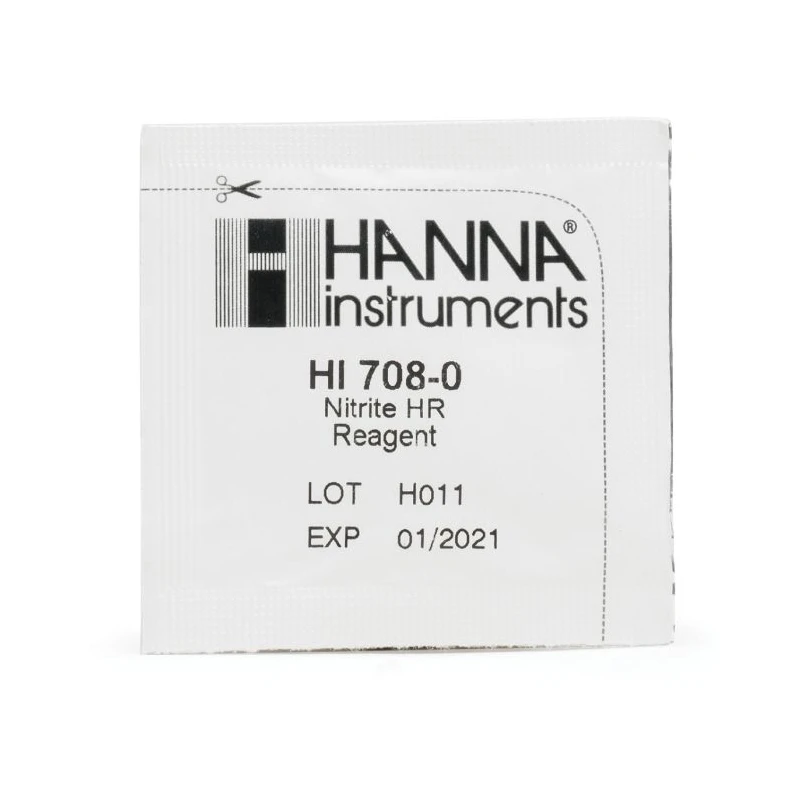 HANNA®
instruments
HI 708-0
Nitrite HR
Reagent
LOT H011
EXP 01/2021